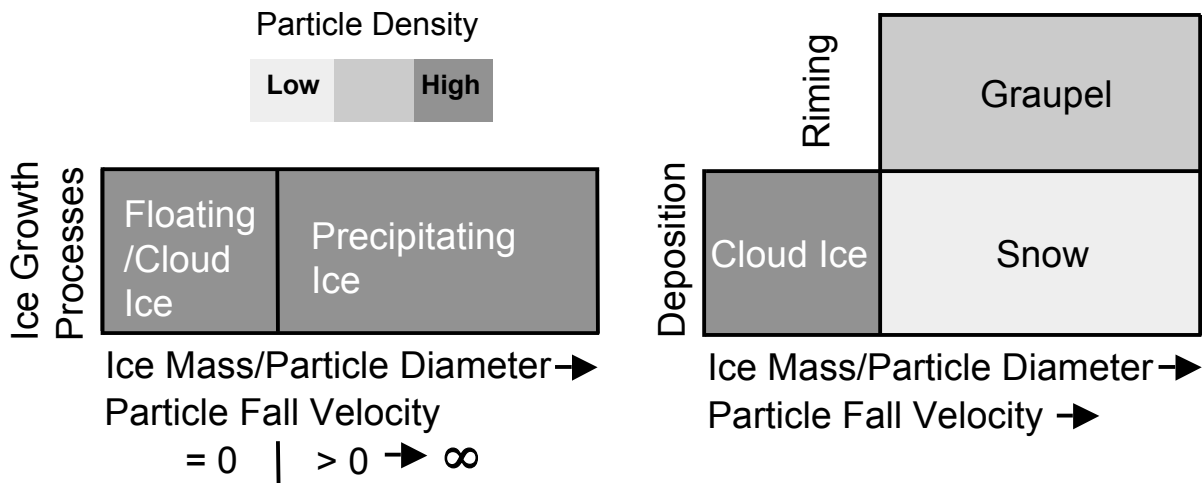 Particle Density
Low
High
Ice Growth
Processes
Floating
/Cloud
Ice
Precipitating
Ice
Ice Mass/Particle Diameter →
Particle Fall Velocity
= 0 | > 0 → ∞
Riming
Graupel
Deposition
Cloud Ice
Snow
Ice Mass/Particle Diameter →
Particle Fall Velocity →